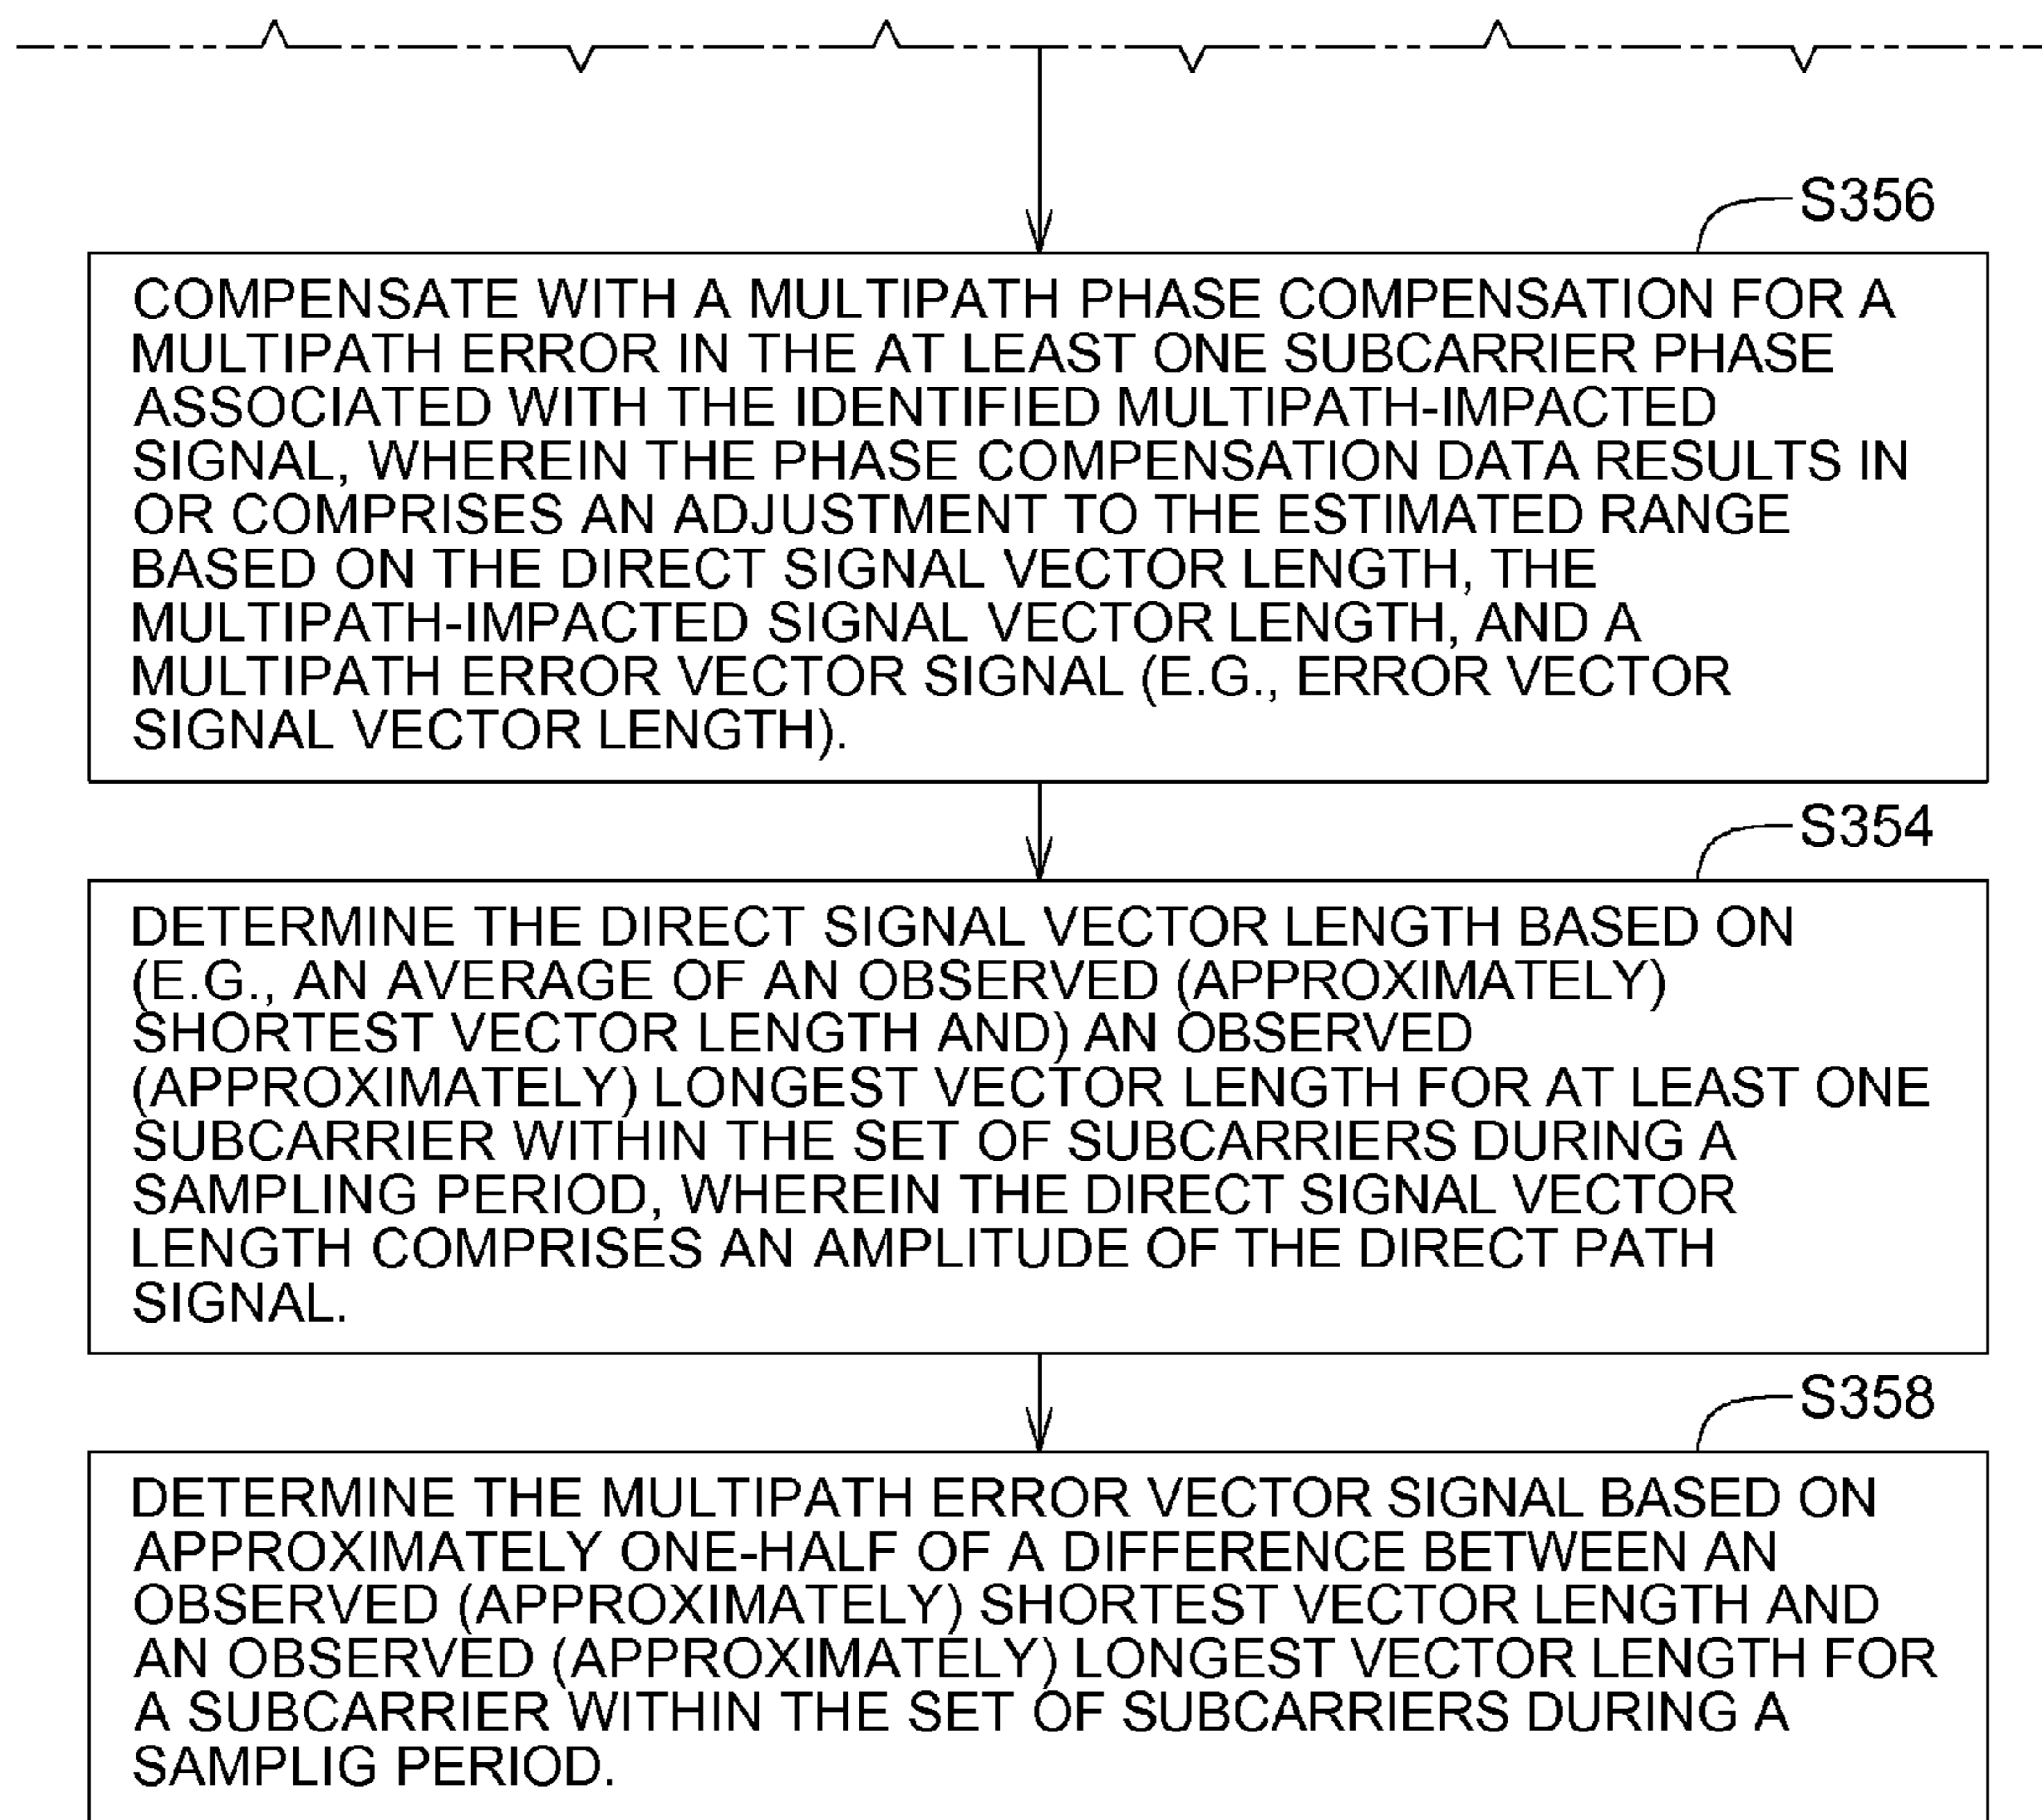 S356
COMPENSATE WITH A MULTIPATH PHASE COMPENSATION FOR A
MULTIPATH ERROR IN THE AT LEAST ONE SUBCARRIER PHASE
ASSOCIATED WITH THE IDENTIFIED MULTIPATH-IMPACTED
SIGNAL, WHEREIN THE PHASE COMPENSATION DATA RESULTS IN
OR COMPRISES AN ADJUSTMENT TO THE ESTIMATED RANGE
BASED ON THE DIRECT SIGNAL VECTOR LENGTH, THE
MULTIPATH-IMPACTED SIGNAL VECTOR LENGTH, AND A
MULTIPATH ERROR VECTOR SIGNAL (E.G., ERROR VECTOR
SIGNAL VECTOR LENGTH).
S354
DETERMINE THE DIRECT SIGNAL VECTOR LENGTH BASED ON
(E.G., AN AVERAGE OF AN OBSERVED (APPROXIMATELY)
SHORTEST VECTOR LENGTH AND) AN OBSERVED
(APPROXIMATELY) LONGEST VECTOR LENGTH FOR AT LEAST ONE
SUBCARRIER WITHIN THE SET OF SUBCARRIERS DURING A
SAMPLING PERIOD, WHEREIN THE DIRECT SIGNAL VECTOR
LENGTH COMPRISES AN AMPLITUDE OF THE DIRECT PATH
SIGNAL.
S358
DETERMINE THE MULTIPATH ERROR VECTOR SIGNAL BASED ON
APPROXIMATELY ONE-HALF OF A DIFFERENCE BETWEEN AN
OBSERVED (APPROXIMATELY) SHORTEST VECTOR LENGTH AND
AN OBSERVED (APPROXIMATELY) LONGEST VECTOR LENGTH FOR
A SUBCARRIER WITHIN THE SET OF SUBCARRIERS DURING A
SAMPLIG PERIOD.